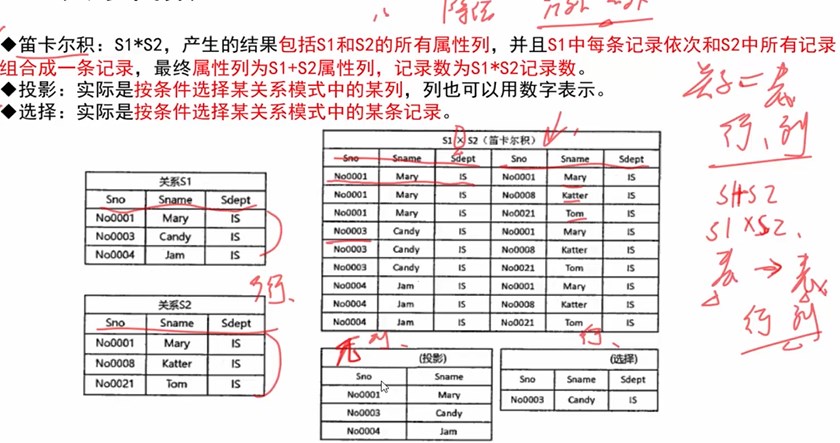 ◆笛卡尔积：S1*S2，产生的结果包括S1和S2的所有属性列，并且S1中每条记录依次和S2中所有记录
组合成一条记录，最终属性列为S1+S2属性列，记录数为S1*S2记录数。
◆投影：实际是按条件选择某关系模式中的某列，列也可以用数字表示。
◆选择：实际是按条件选择某关系模式中的某条记录。
关系S1
Sno Sname Sdept
No0001 Mary IS
No0003 Candy IS
No0004 Jam IS
关系S2
Sno Sname Sdept
No0001 Mary IS
No0008 Katter IS
No0021 Tom IS
S1×S2（笛卡尔积）
Sno Sname Sdept Sno Sname Sdept
No0001 Mary IS No0001 Mary IS
No0001 Mary IS No0008 Katter IS
No0001 Mary IS No0021 Tom IS
No0003 Candy IS No0001 Mary IS
No0003 Candy IS No0008 Katter IS
No0003 Candy IS No0021 Tom IS
No0004 Jam IS No0001 Mary IS
No0004 Jam IS No0008 Katter IS
No0004 Jam IS No0021 Tom IS
列、
(投影)
Sno Sname
No0001 Mary
No0003 Candy
No0004 Jam
行、
(选择)
Sno Sname Sdept
No0003 Candy IS
关系=表
行、列
S1+S2
S1×S2.
表→表
行 列